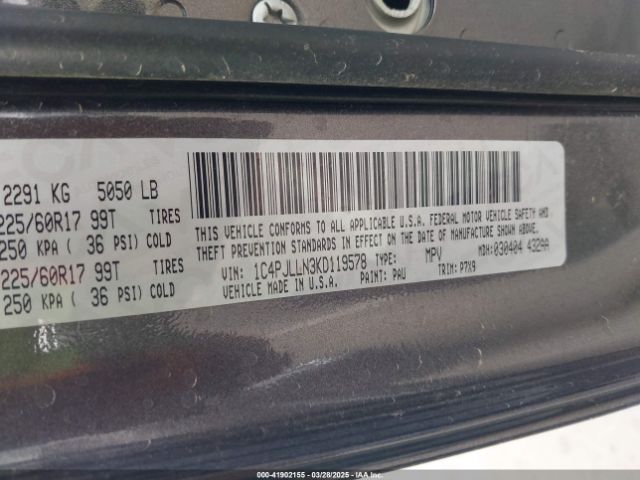 2291 KG 5050 LB
225/60R17 99T TIRES
250 KPA ( 36 PSI) COLD
225/60R17 99T TIRES
250 KPA ( 36 PSI) COLD
THIS VEHICLE CONFORMS TO ALL APPLICABLE U.S.A. FEDERAL MOTOR VEHICLE SAFETY AND
THEFT PREVENTION STANDARDS IN EFFECT ON THE DATE OF MANUFACTURE SHOWN ABOVE.
VIN: 1C4PJLLN3KD119578 TYPE: MPV MDH: 030404 432AA
VEHICLE MADE IN U.S.A. PAINT: PAU TRIM: P7X9
000-41902155 | 03/28/2025 | © IAA, INC.